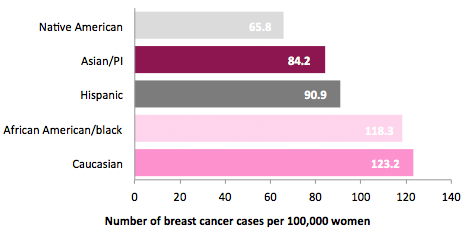 Native American 65.8
Asian/PI 84.2
Hispanic 90.9
African American/black 118.3
Caucasian 123.2
0 20 40 60 80 100 120 140
Number of breast cancer cases per 100,000 women